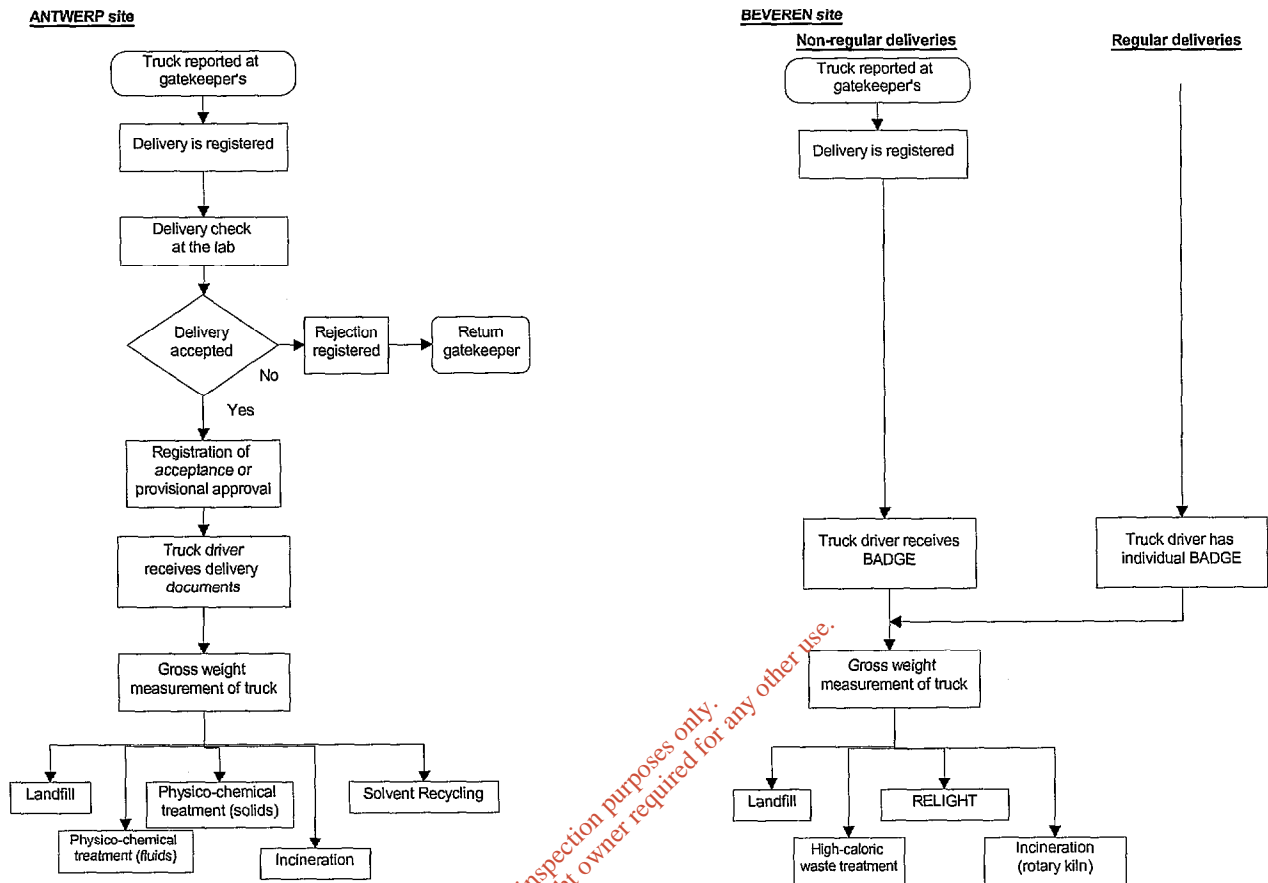 ANTWERP site
Truck reported at
gatekeeper's
Delivery is registered
Delivery check
at the lab
Delivery
accepted
No
Rejection
registered
Return
gatekeeper
Yes
Registration of
acceptance or
provisional approval
Truck driver
receives delivery
documents
Gross weight
measurement of truck
Landfill
Physico-chemical
treatment (fluids)
Physico-chemical
treatment (solids)
Incineration
Solvent Recycling
BEVEREN site
Non-regular deliveries
Truck reported at
gatekeeper's
Delivery is registered
Truck driver receives
BADGE
Regular deliveries
Truck driver has
individual BADGE
Gross weight
measurement of truck
Landfill
High-caloric
waste treatment
RELIGHT
Incineration
(rotary kiln)
inspection purposes only.
owner required for any other use.